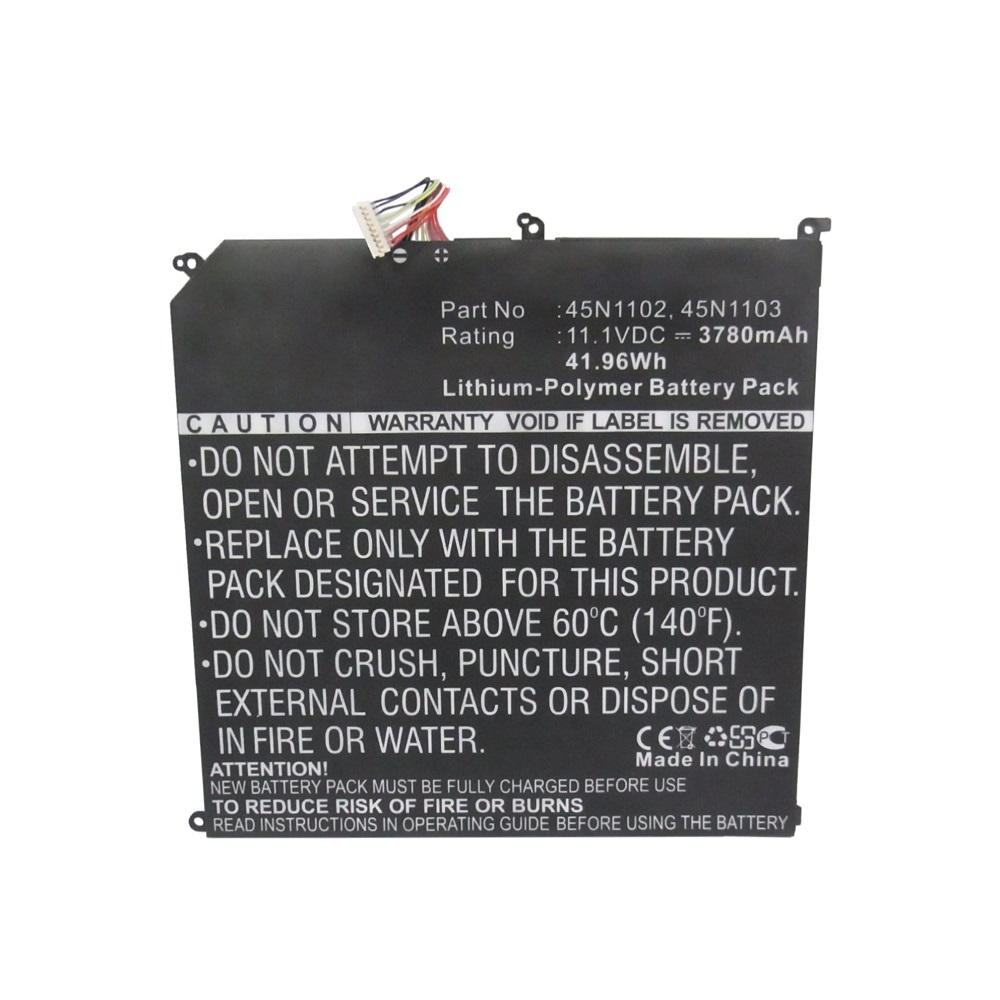 Part No : 45N1102, 45N1103
Rating : 11.1VDC ⎓ 3780mAh
41.96Wh
Lithium-Polymer Battery Pack
CAUTION WARRANTY VOID IF LABEL IS REMOVED
•DO NOT ATTEMPT TO DISASSEMBLE,
OPEN OR SERVICE THE BATTERY PACK.
•REPLACE ONLY WITH THE BATTERY
PACK DESIGNATED FOR THIS PRODUCT.
•DO NOT STORE ABOVE 60°C (140°F).
•DO NOT CRUSH, PUNCTURE, SHORT
EXTERNAL CONTACTS OR DISPOSE OF
IN FIRE OR WATER.
CE PCT
Made In China
ATTENTION!
NEW BATTERY PACK MUST BE FULLY CHARGED BEFORE USE
TO REDUCE RISK OF FIRE OR BURNS
READ INSTRUCTIONS IN OPERATING GUIDE BEFORE USING THE BATTERY